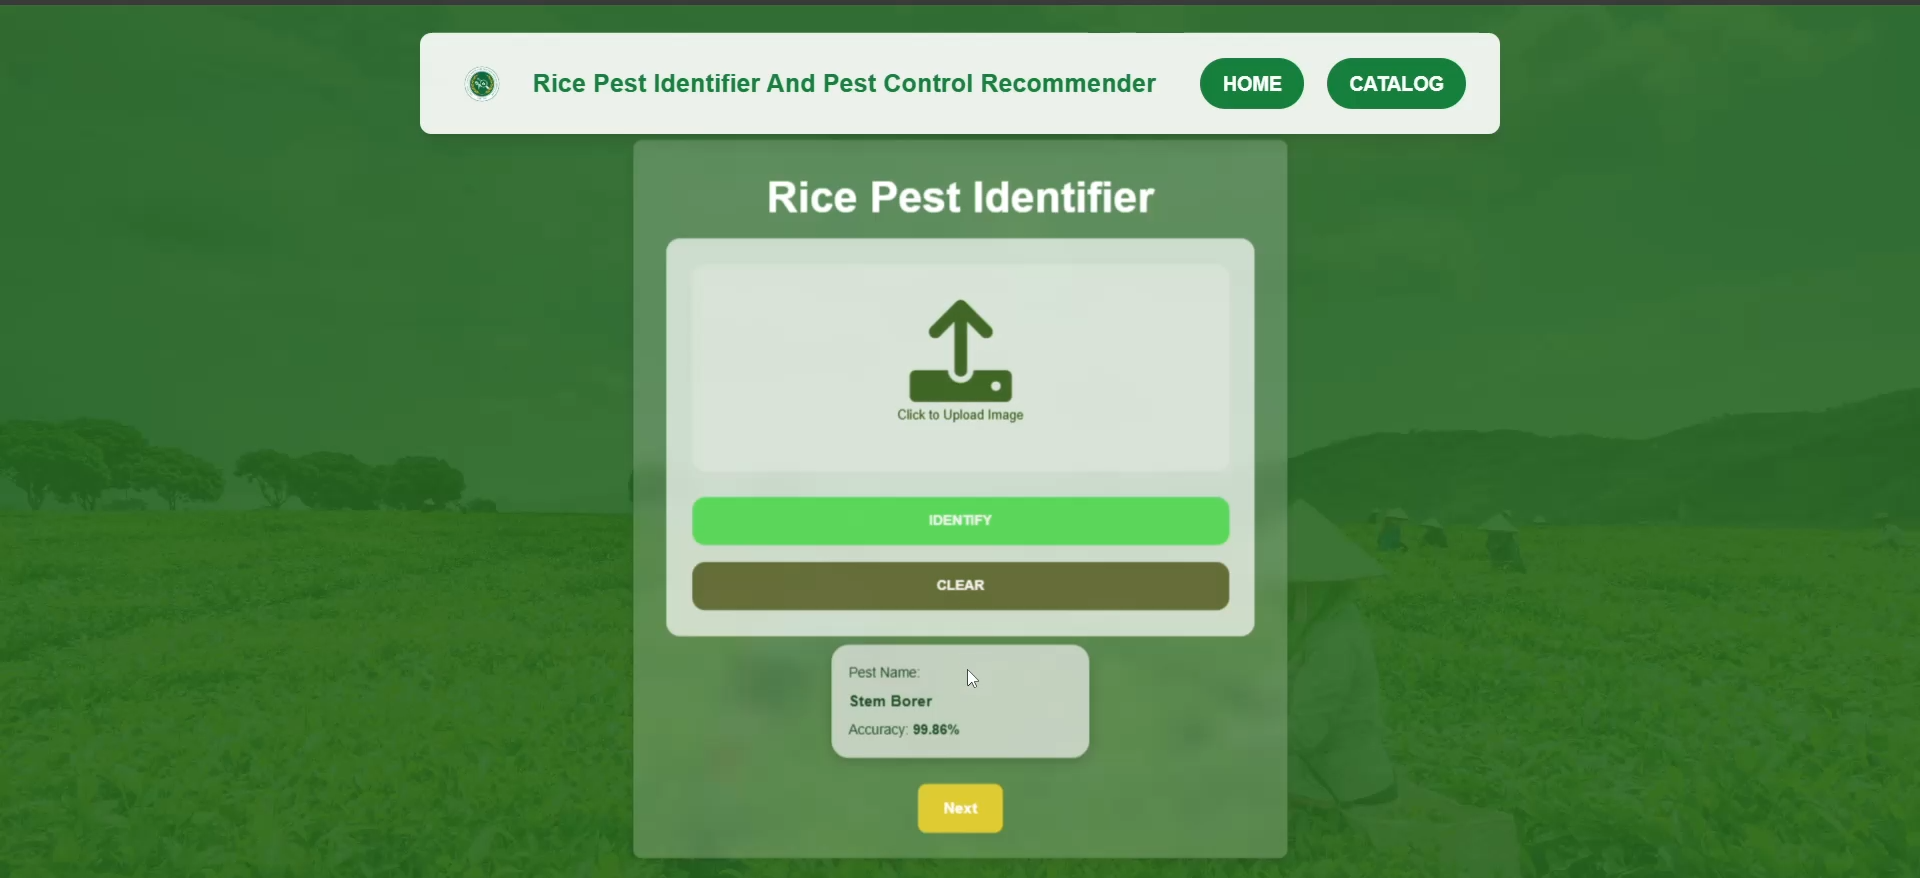 Rice Pest Identifier And Pest Control Recommender
HOME
CATALOG
Rice Pest Identifier
Click to Upload Image
IDENTIFY
CLEAR
Pest Name:
Stem Borer
Accuracy: 99.86%
Next